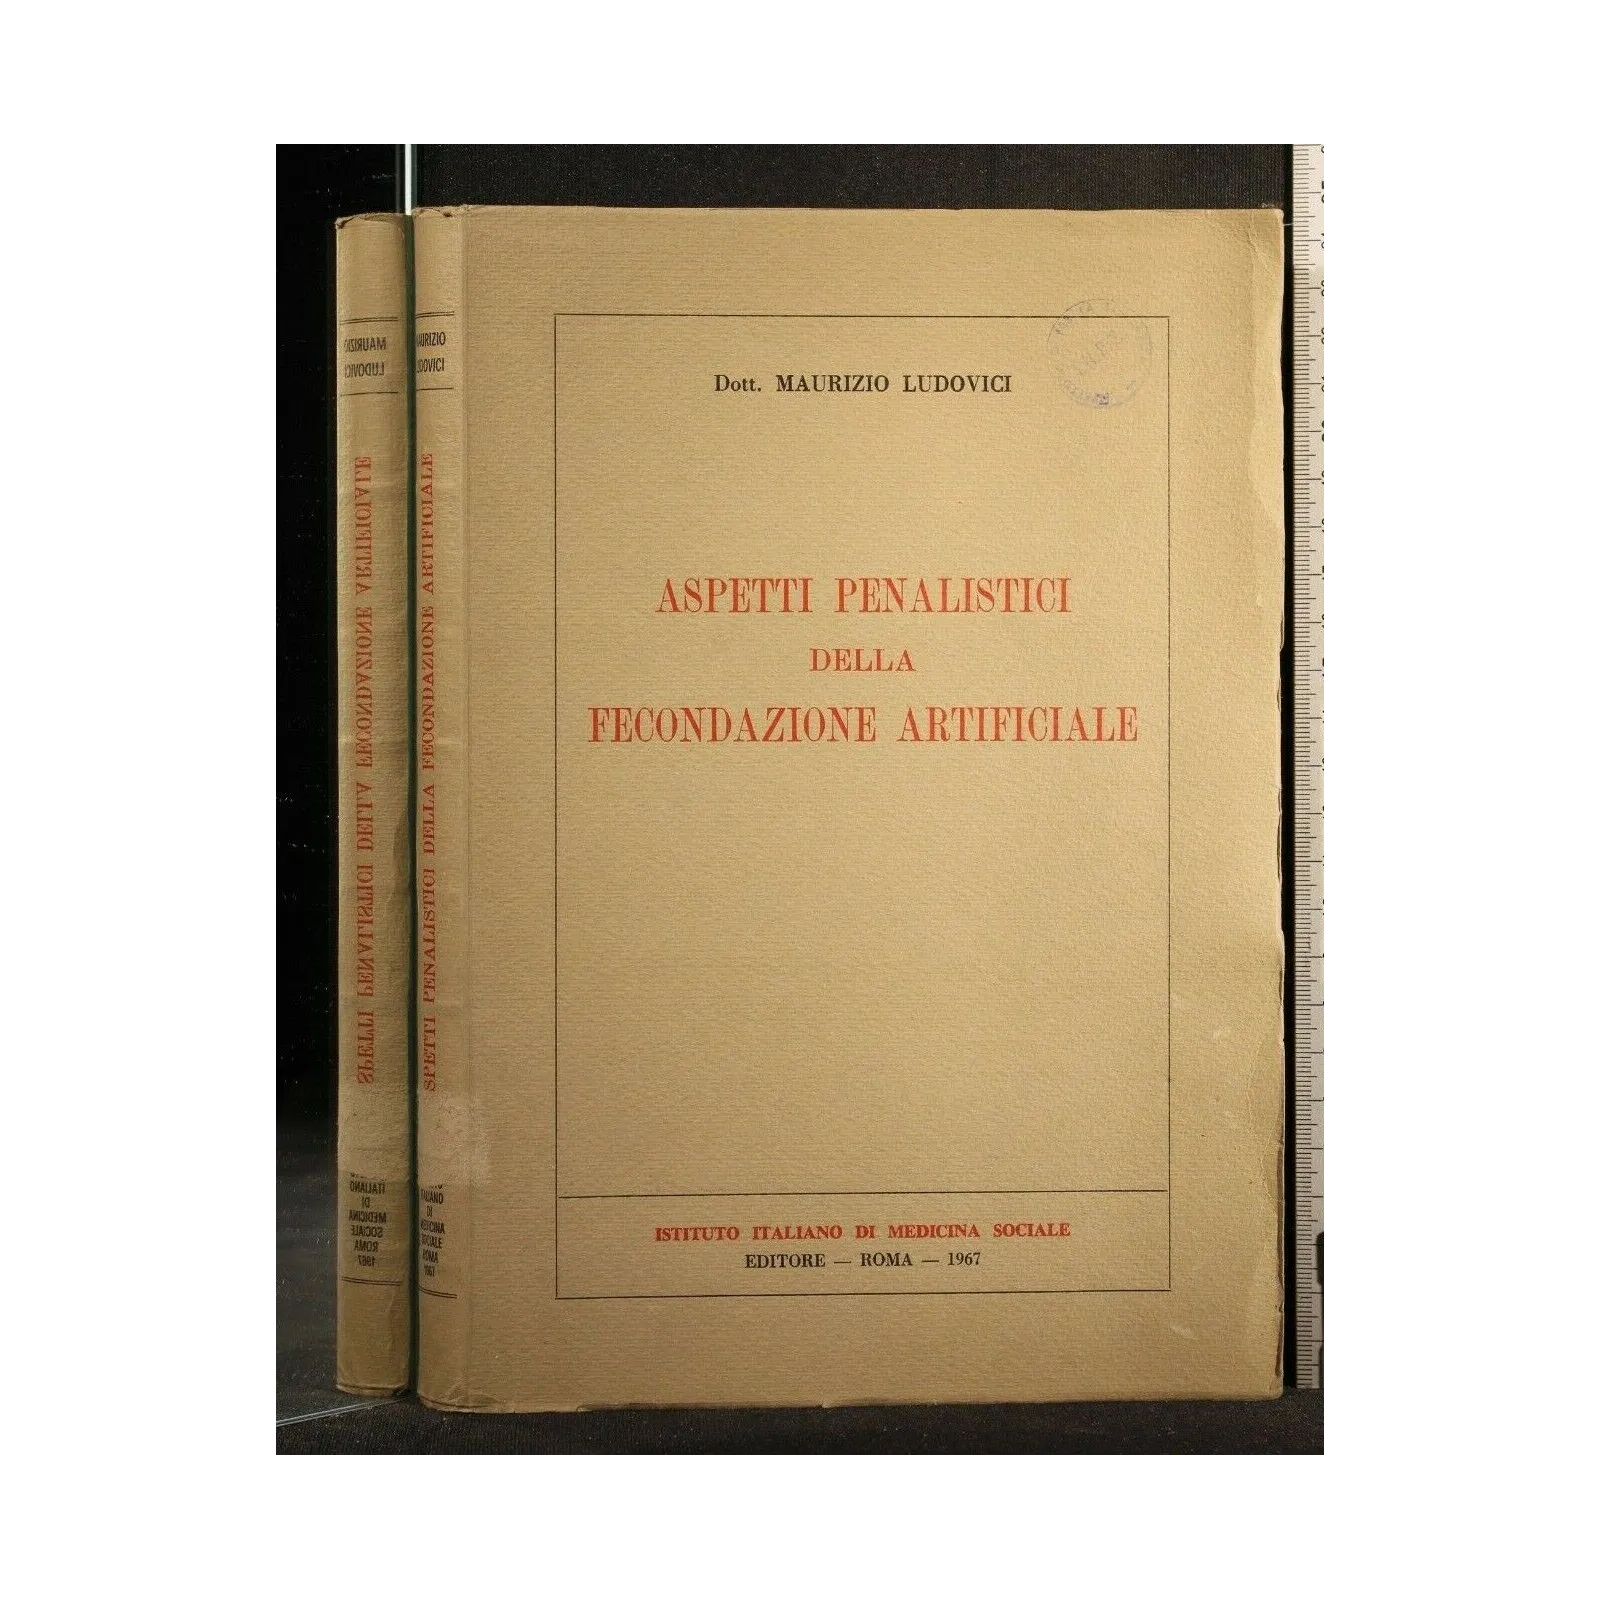 Dott. MAURIZIO LUDOVICI
ASPETTI PENALISTICI
DELLA
FECONDAZIONE ARTIFICIALE
ISTITUTO ITALIANO DI MEDICINA SOCIALE
EDITORE — ROMA — 1967
MAURIZIO
LUDOVICI
SPETTI PENALISTICI DELLA FECONDAZIONE ARTIFICIALE
ITALIANO
DI
MEDICINA
SOCIALE
ROMA
1967